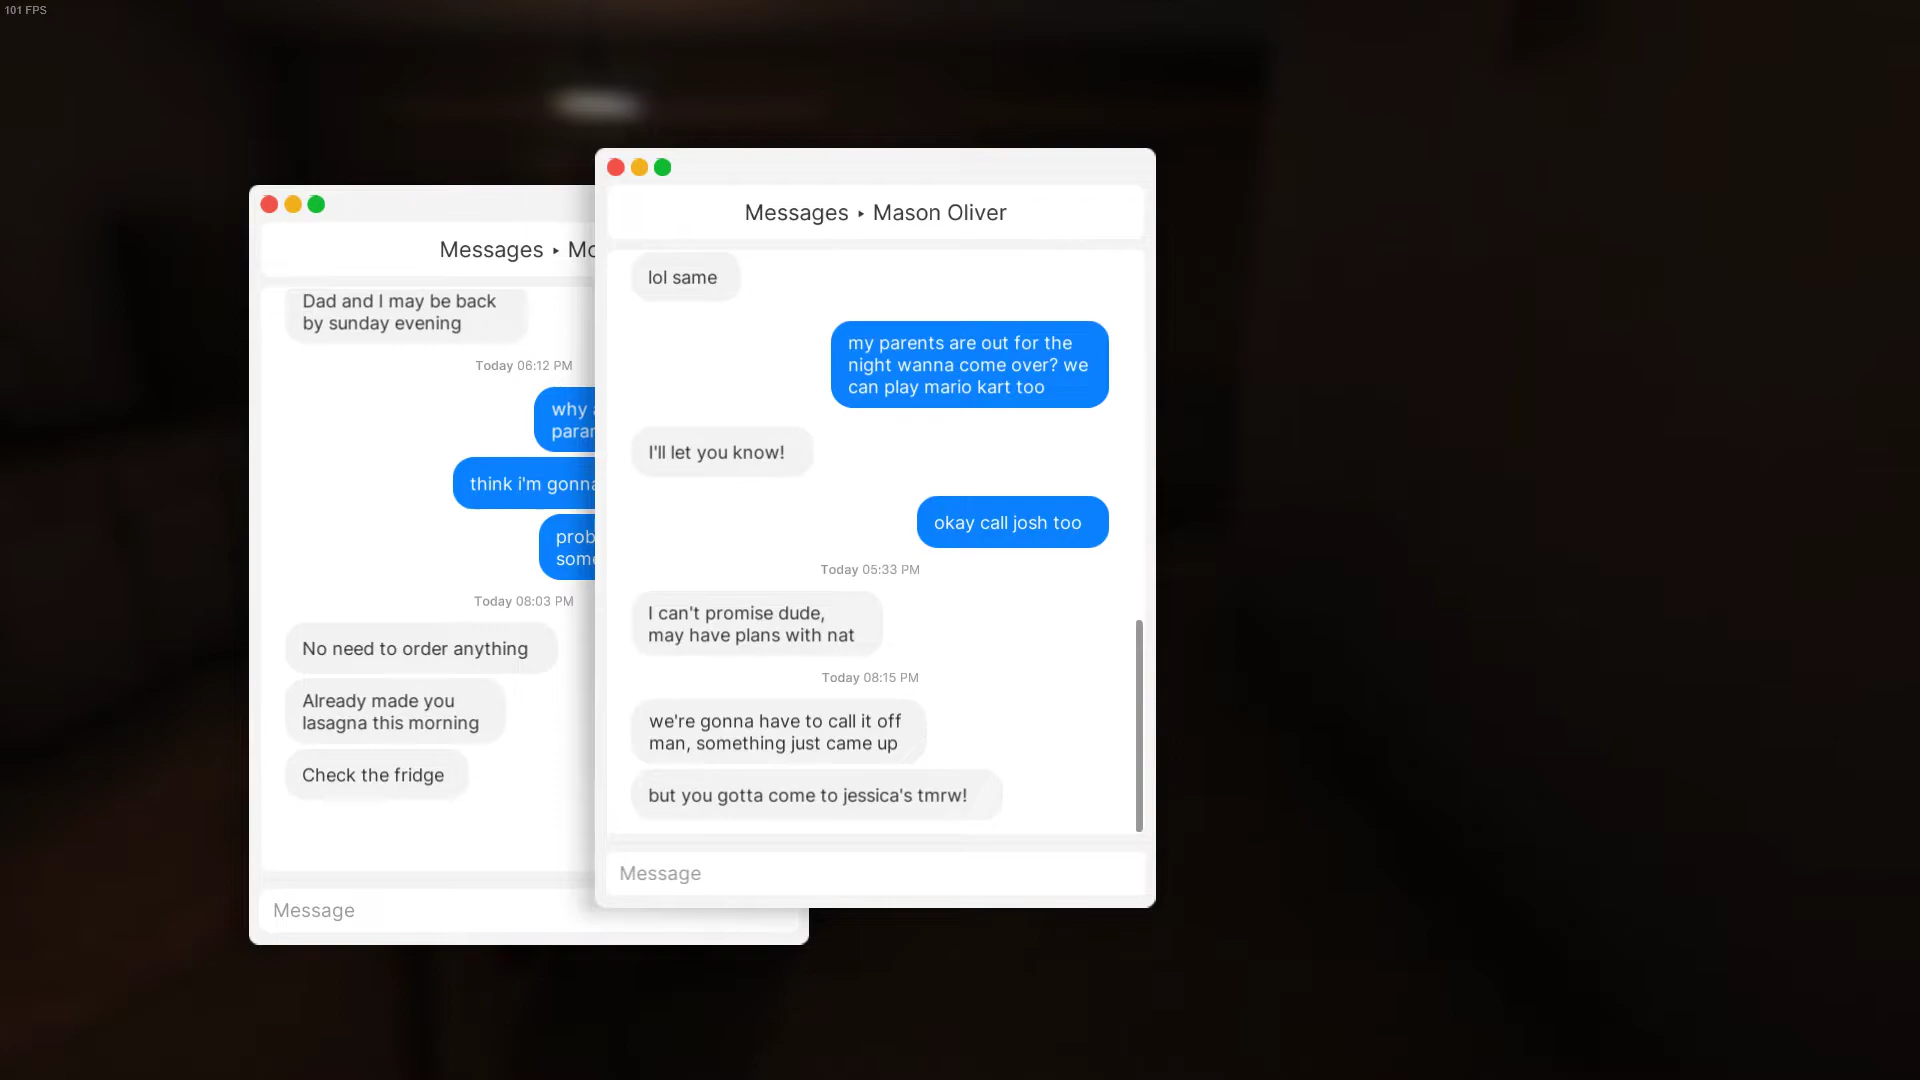 101 FPS
Messages ▸
Dad and I may be back
by sunday evening
Today 06:12 PM
why
think i'm gonna
Today 08:03 PM
No need to order anything
Already made you
lasagna this morning
Check the fridge
Message
Messages ▸ Mason Oliver
lol same
my parents are out for the
night wanna come over? we
can play mario kart too
I'll let you know!
okay call josh too
Today 05:33 PM
I can't promise dude,
may have plans with nat
Today 08:15 PM
we're gonna have to call it off
man, something just came up
but you gotta come to jessica's tmrw!
Message